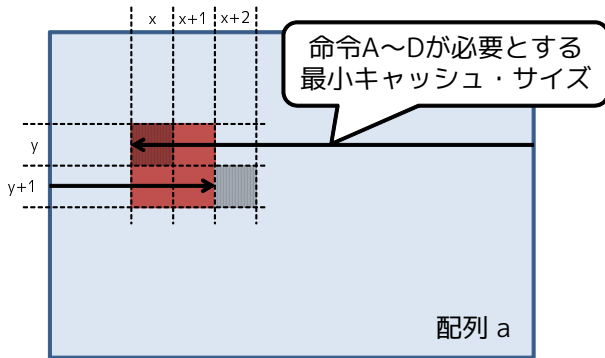 x x+1 x+2
命令A～Dが必要とする
最小キャッシュ・サイズ
y
y+1
配列 a